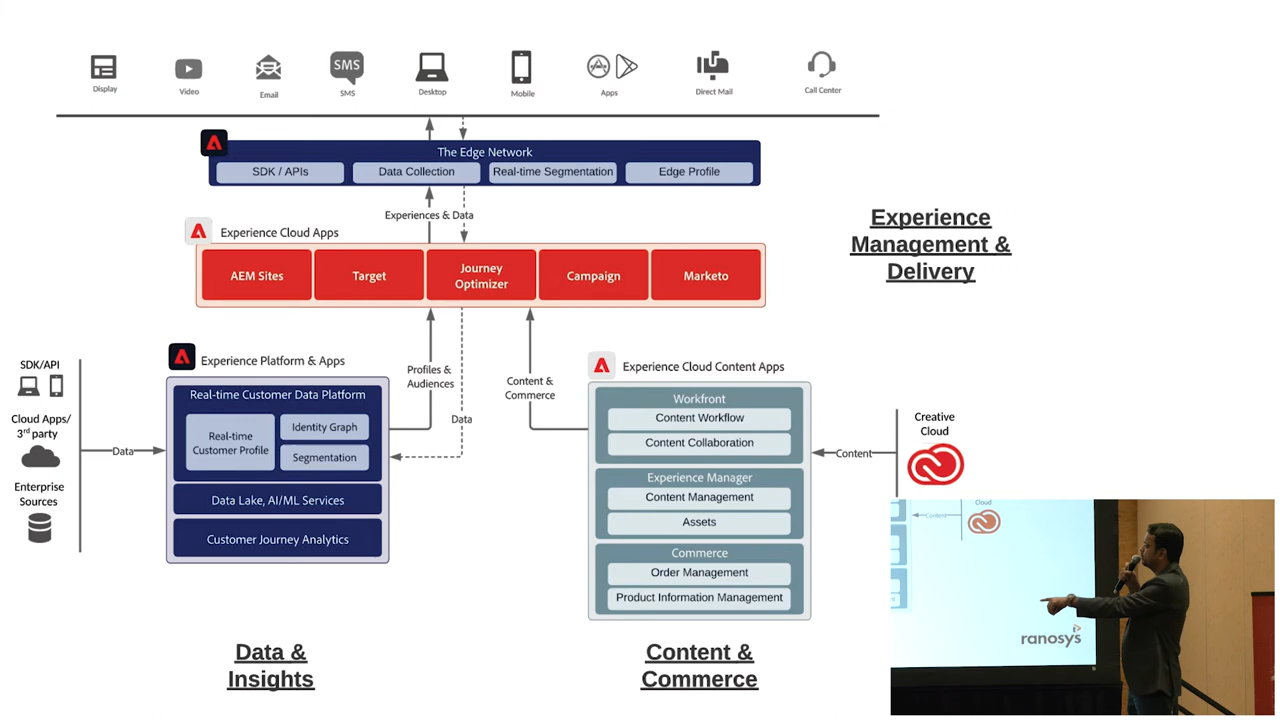 SMS
Display
Video
Email
SMS
Desktop
Mobile
Apps
Direct Mail
Call Center
The Edge Network
SDK / APIs
Data Collection
Real-time Segmentation
Edge Profile
Experiences & Data
Experience Cloud Apps
AEM Sites
Target
Journey
Optimizer
Campaign
Marketo
Experience
Management &
Delivery
SDK/API
Cloud Apps/
3rd party
Enterprise
Sources
Data
Experience Platform & Apps
Real-time Customer Data Platform
Real-time
Customer Profile
Identity Graph
Segmentation
Data Lake, AI/ML Services
Customer Journey Analytics
Profiles &
Audiences
Data
Content &
Commerce
Experience Cloud Content Apps
Workfront
Content Workflow
Content Collaboration
Experience Manager
Content Management
Assets
Commerce
Order Management
Product Information Management
Content
Creative
Cloud
Data &
Insights
Content &
Commerce
Cloud
Content
ranosys